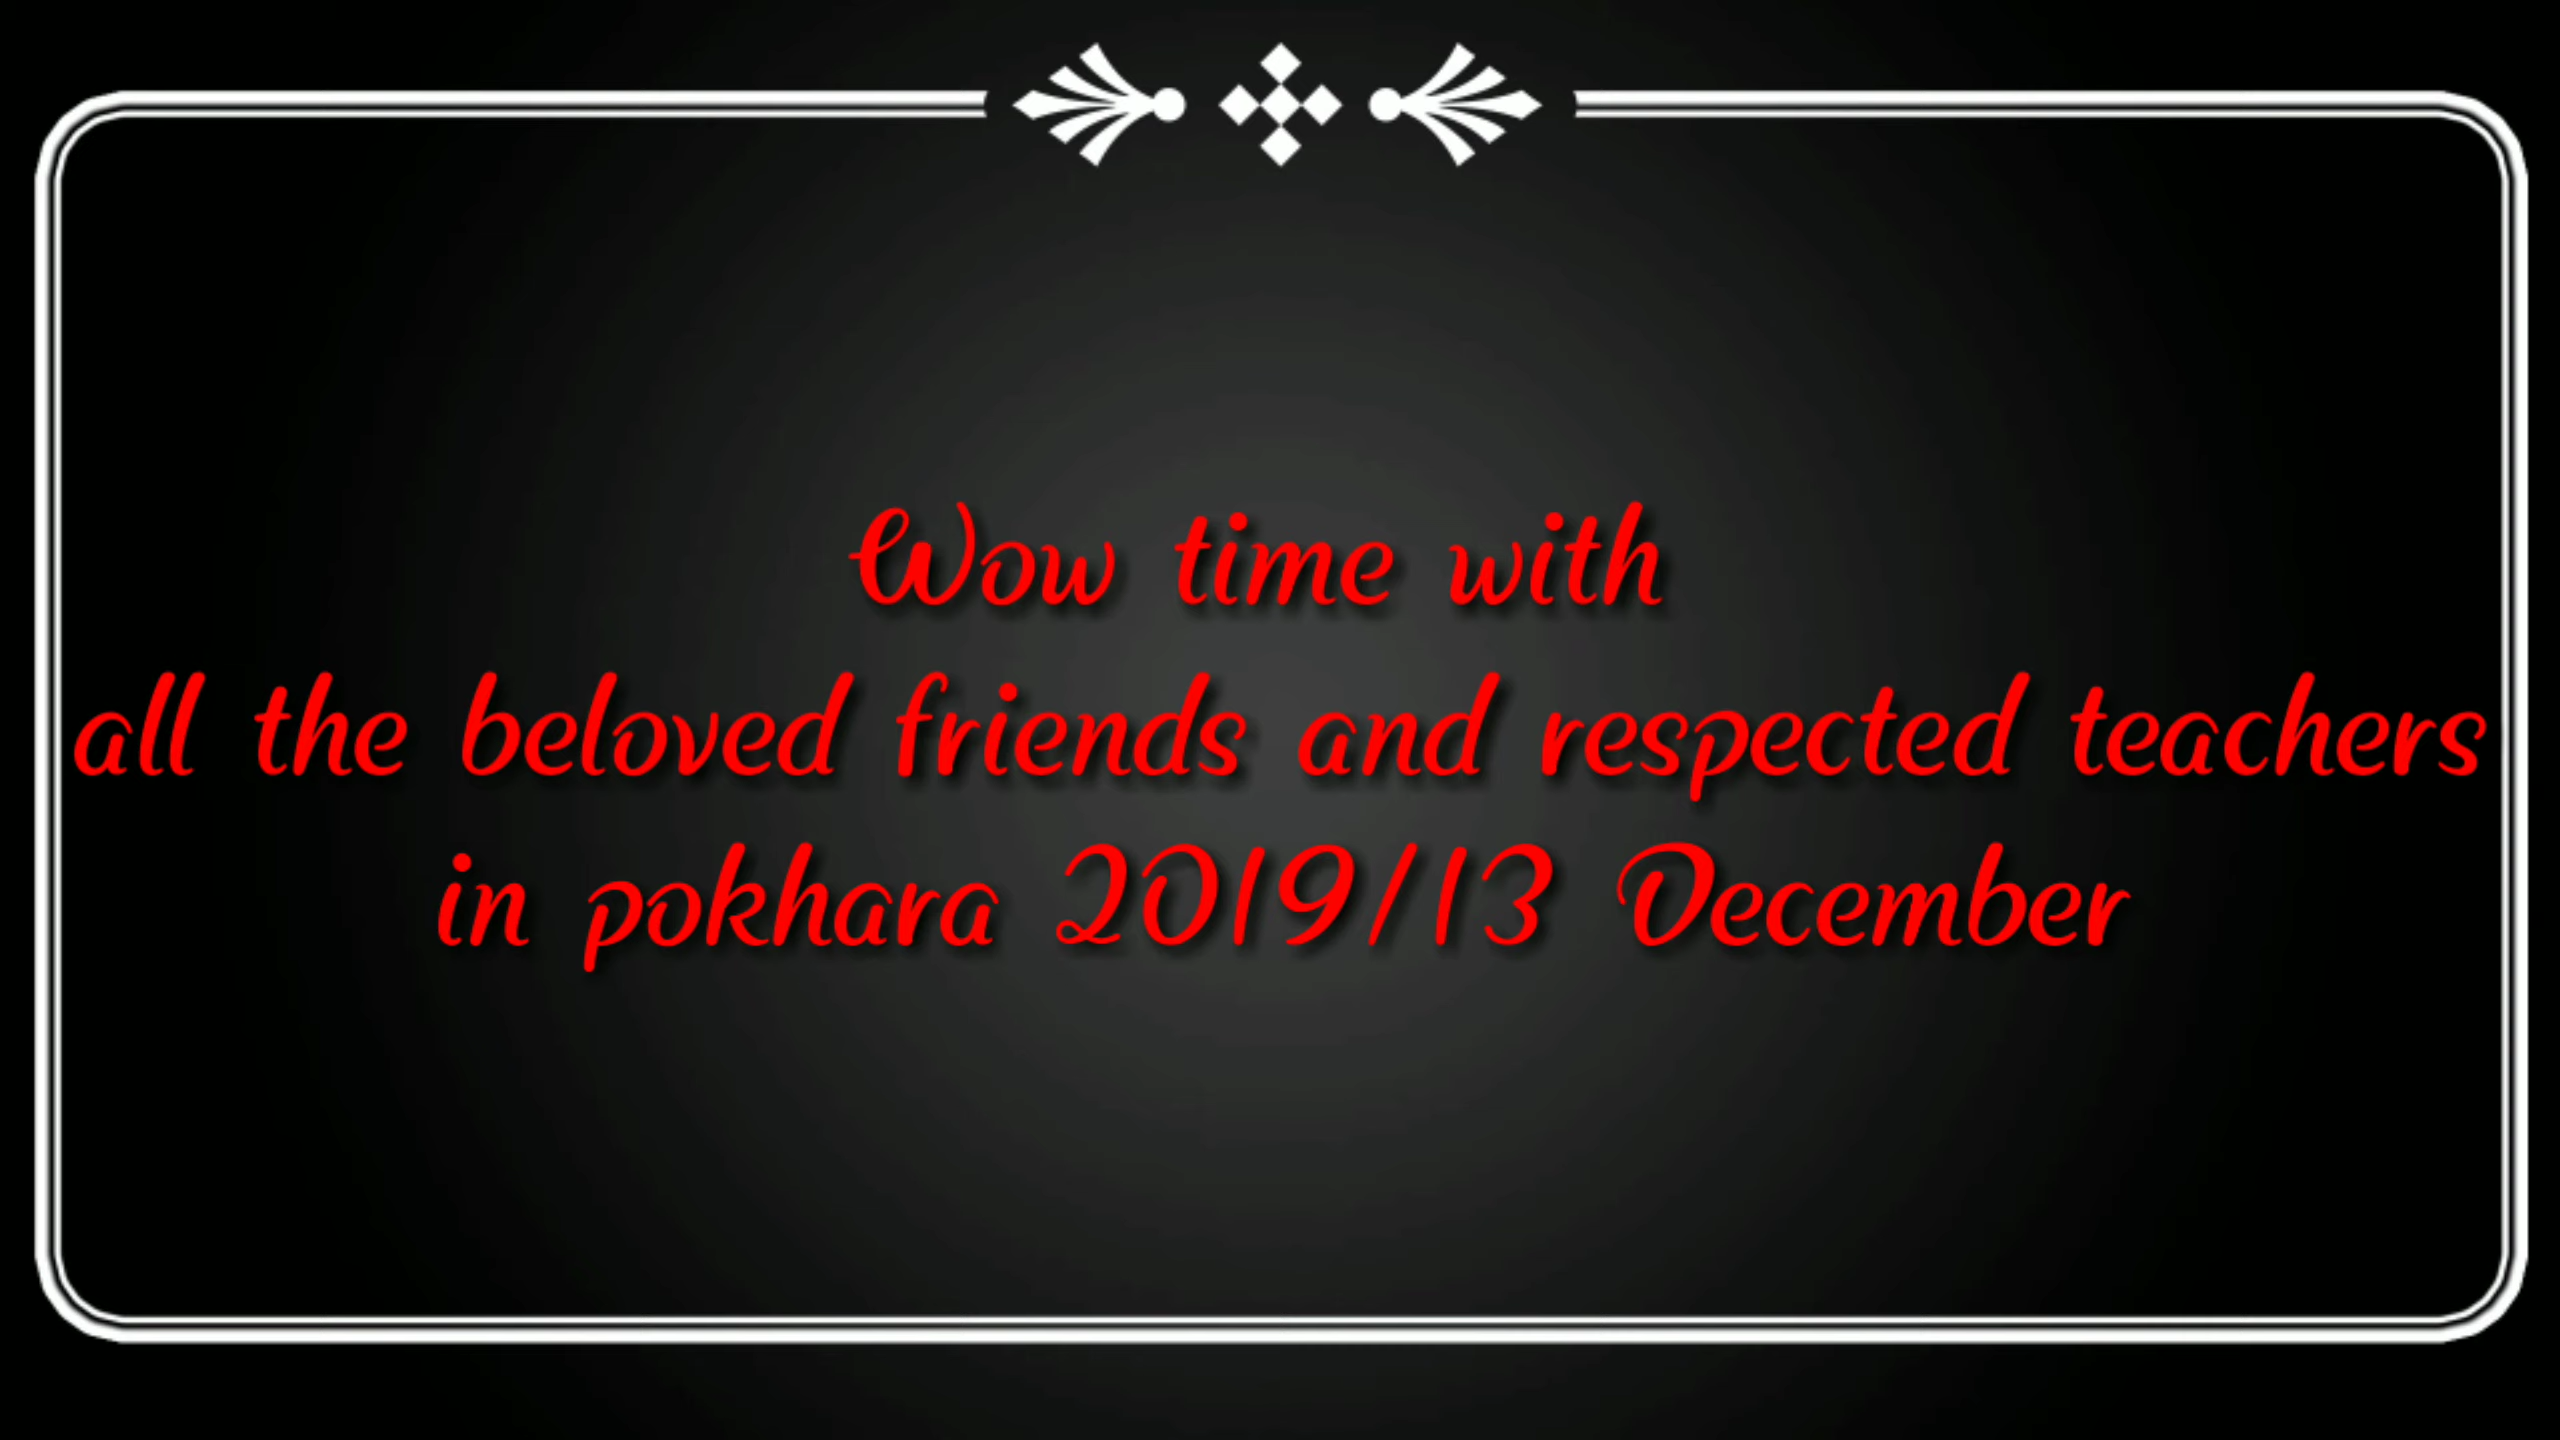 Wow time with
all the beloved friends and respected teachers
in pokhara 2019/13 December